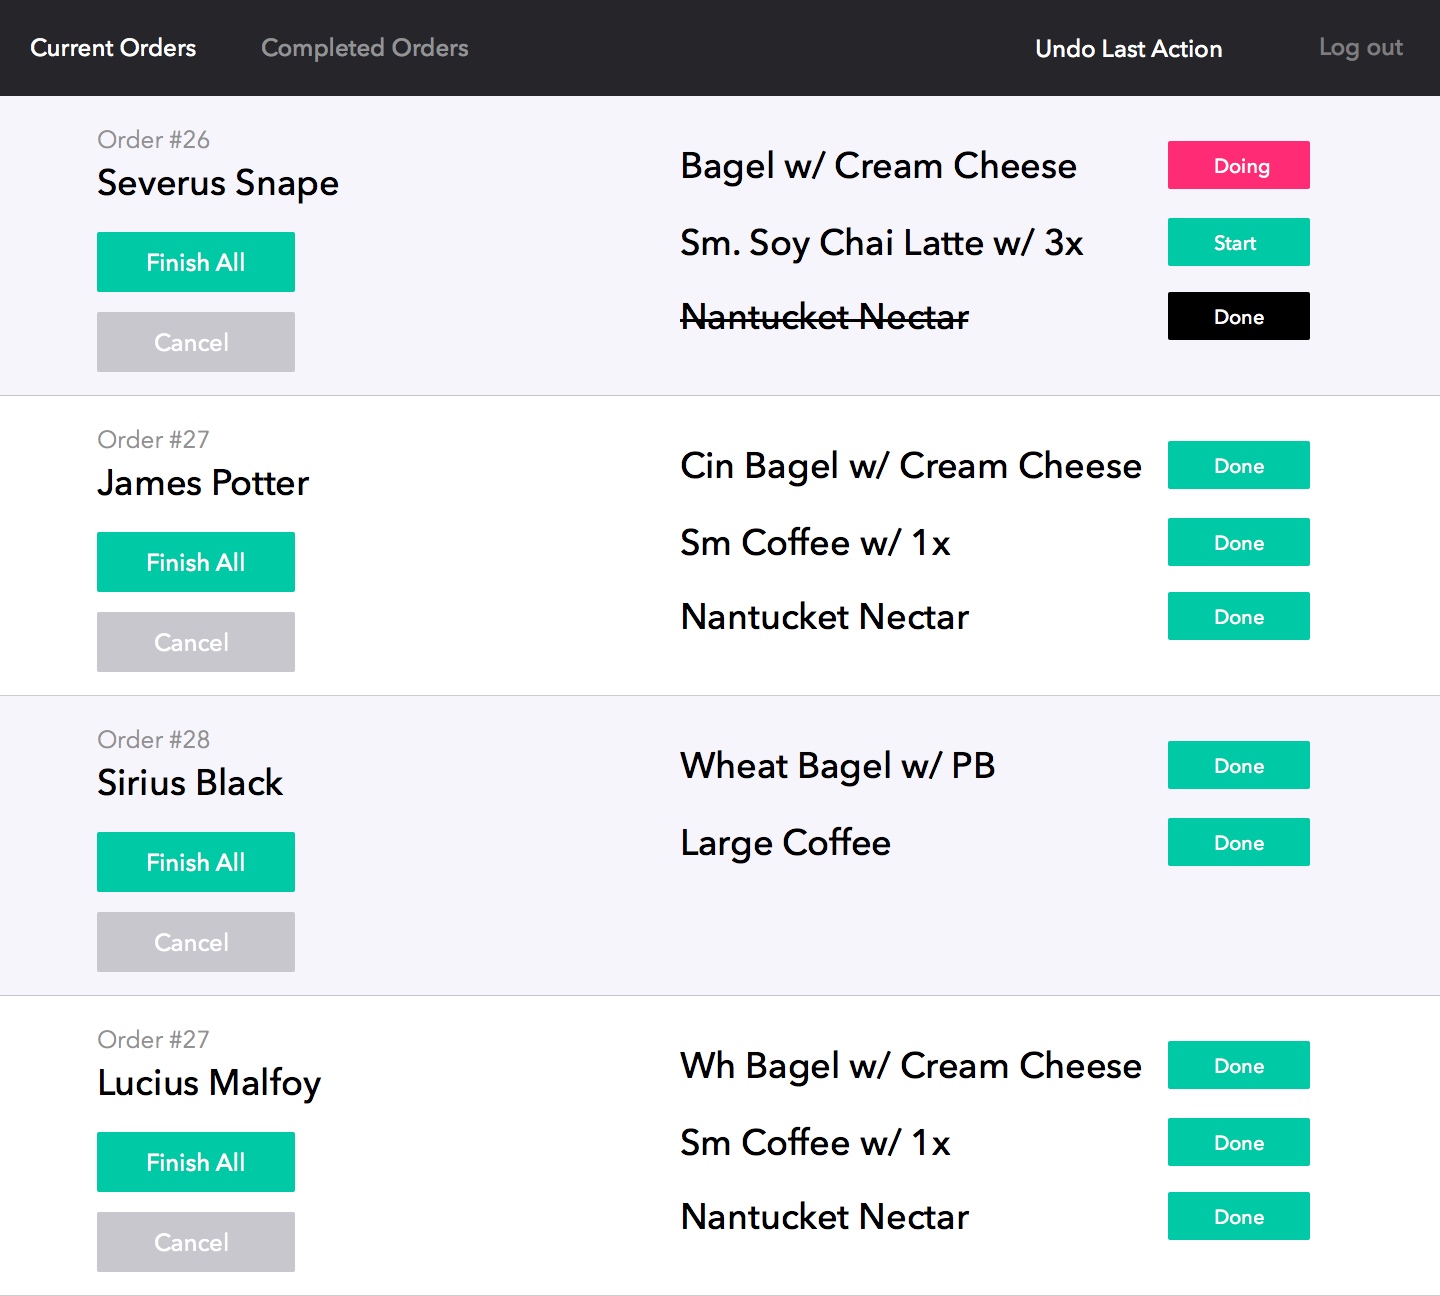 Current Orders
Completed Orders
Undo Last Action
Log out
Order #26
Severus Snape
Finish All
Cancel
Bagel w/ Cream Cheese
Doing
Sm. Soy Chai Latte w/ 3x
Start
Nantucket Nectar
Done
Order #27
James Potter
Finish All
Cancel
Cin Bagel w/ Cream Cheese
Done
Sm Coffee w/ 1x
Done
Nantucket Nectar
Done
Order #28
Sirius Black
Finish All
Cancel
Wheat Bagel w/ PB
Done
Large Coffee
Done
Order #27
Lucius Malfoy
Finish All
Cancel
Wh Bagel w/ Cream Cheese
Done
Sm Coffee w/ 1x
Done
Nantucket Nectar
Done